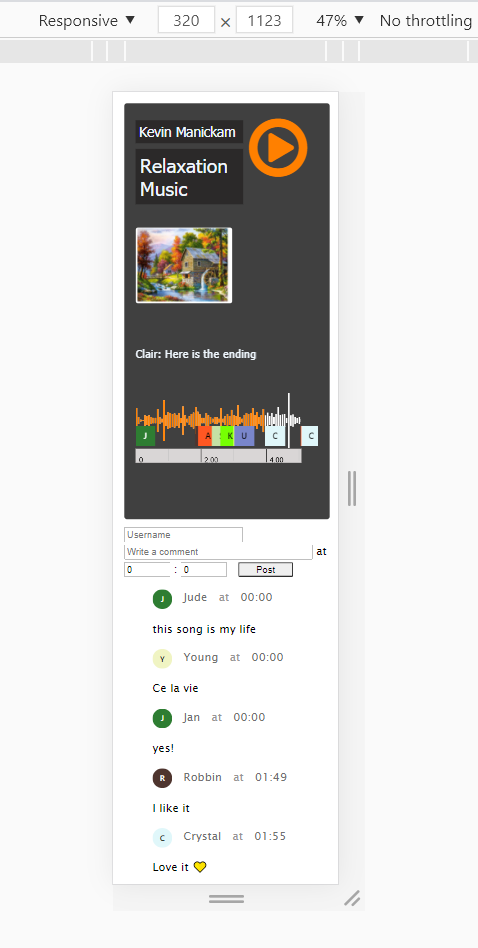 Responsive ▼ 320 × 1123 47% ▼ No throttling
Kevin Manickam
Relaxation
Music
Clair: Here is the ending
J A K U C C
0 2:00 4:00
Username
Write a comment at
0 : 0 Post
J Jude at 00:00
this song is my life
Y Young at 00:00
Ce la vie
J Jan at 00:00
yes!
R Robbin at 01:49
I like it
C Crystal at 01:55
Love it 💛